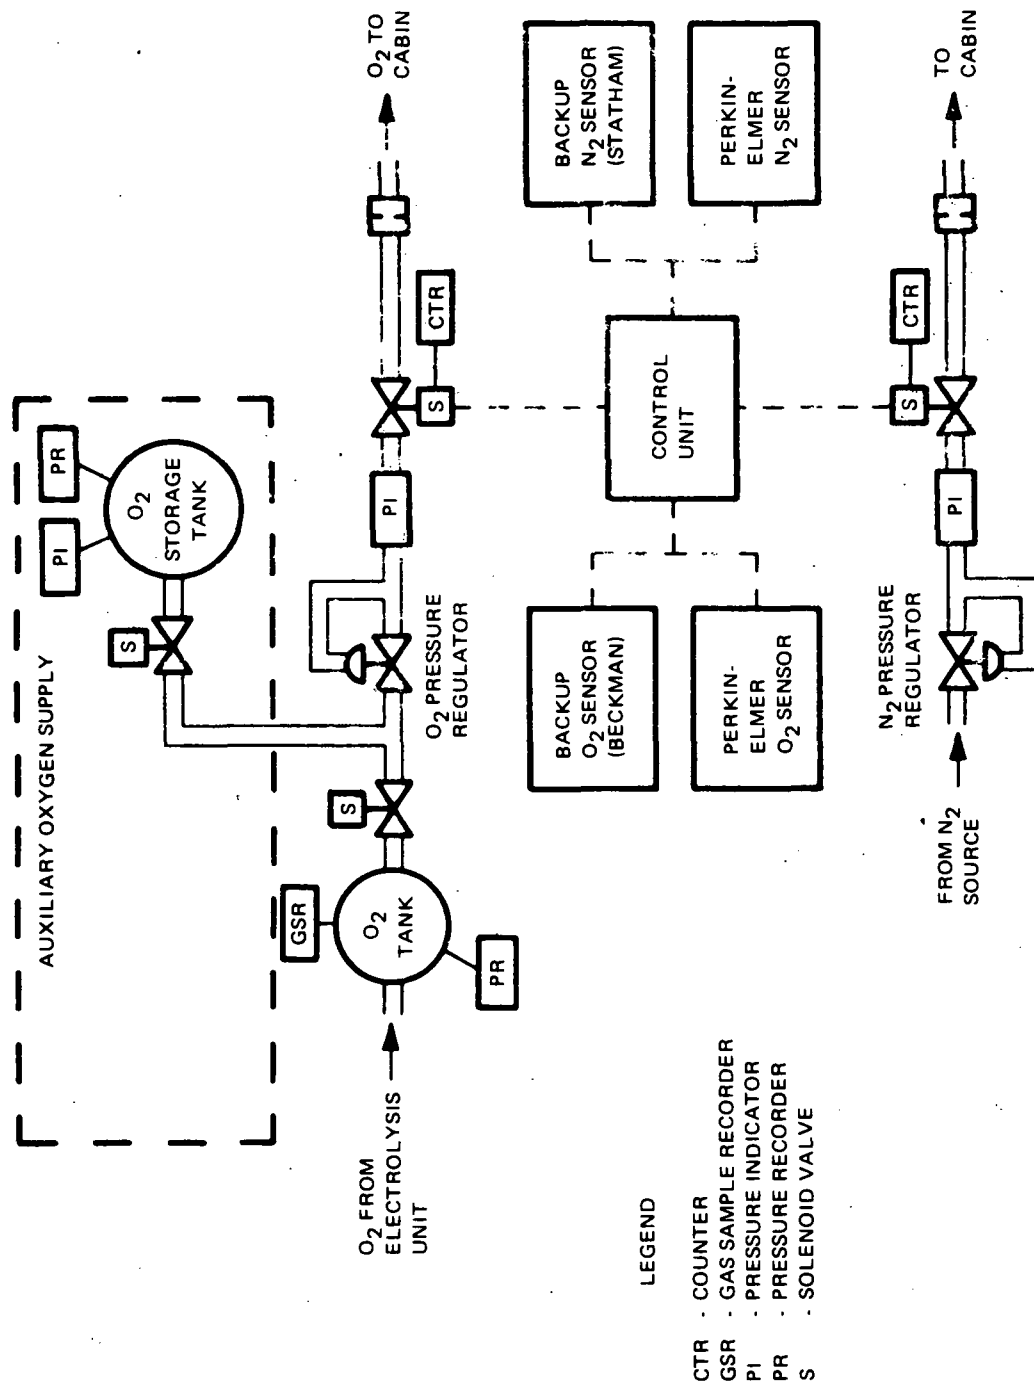 AUXILIARY OXYGEN SUPPLY
PI
PR
O2
STORAGE
TANK
S
GSR
O2
TANK
PR
S
O2 FROM
ELECTROLYSIS
UNIT
O2 PRESSURE
REGULATOR
PI
S
CTR
O2 TO
CABIN
BACKUP
O2 SENSOR
(BECKMAN)
PERKIN-
ELMER
O2 SENSOR
CONTROL
UNIT
BACKUP
N2 SENSOR
(STATHAM)
PERKIN-
ELMER
N2 SENSOR
FROM N2
SOURCE
N2 PRESSURE
REGULATOR
PI
S
CTR
TO
CABIN
LEGEND
CTR - COUNTER
GSR - GAS SAMPLE RECORDER
PI - PRESSURE INDICATOR
PR - PRESSURE RECORDER
S - SOLENOID VALVE